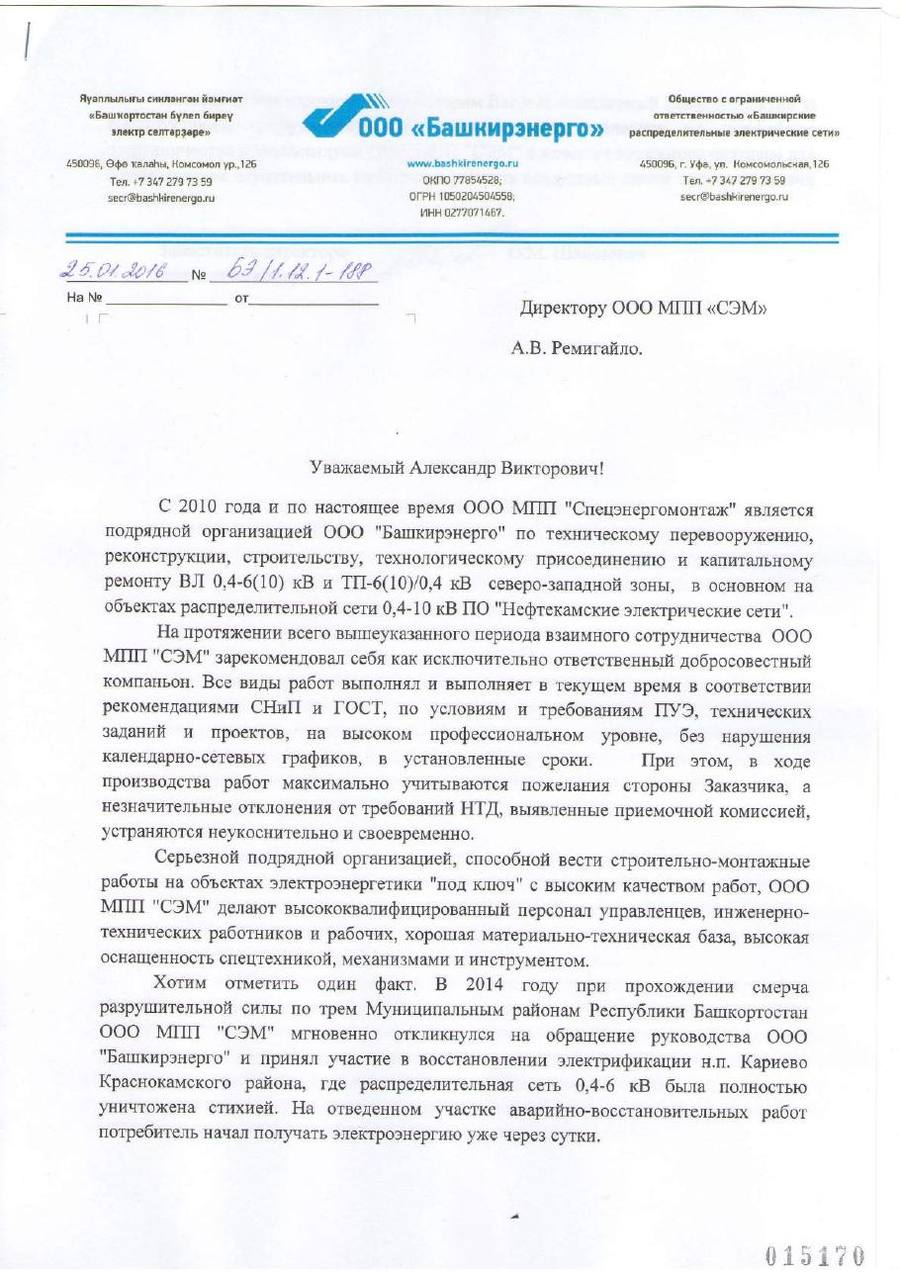 Яуаплылығы сикләнгән йәмғиәт
«Башҡортостан бүлеп биреү
электр селтәрҙәре»
450096, Өфө ҡалаһы, Комсомол ур.,126
Тел. +7 347 279 73 59
secr@bashkirenergo.ru
ООО «Башкирэнерго»
www.bashkirenergo.ru
ОКПО 77854528;
ОГРН 1050204504558;
ИНН 0277071467.
Общество с ограниченной
ответственностью «Башкирские
распределительные электрические сети»
450096, г. Уфа, ул. Комсомольская,126
Тел. +7 347 279 73 59
secr@bashkirenergo.ru
25.01.2016 № БЭ/1.12.1-188
На № от
Директору ООО МПП «СЭМ»
А.В. Ремигайло.
Уважаемый Александр Викторович!
С 2010 года и по настоящее время ООО МПП "Спецэнергомонтаж" является
подрядной организацией ООО "Башкирэнерго" по техническому перевооружению,
реконструкции, строительству, технологическому присоединению и капитальному
ремонту ВЛ 0,4-6(10) кВ и ТП-6(10)/0,4 кВ северо-западной зоны, в основном на
объектах распределительной сети 0,4-10 кВ ПО "Нефтекамские электрические сети".
На протяжении всего вышеуказанного периода взаимного сотрудничества ООО
МПП "СЭМ" зарекомендовал себя как исключительно ответственный добросовестный
компаньон. Все виды работ выполнял и выполняет в текущем время в соответствии
рекомендациями СНиП и ГОСТ, по условиям и требованиям ПУЭ, технических
заданий и проектов, на высоком профессиональном уровне, без нарушения
календарно-сетевых графиков, в установленные сроки. При этом, в ходе
производства работ максимально учитываются пожелания стороны Заказчика, а
незначительные отклонения от требований НТД, выявленные приемочной комиссией,
устраняются неукоснительно и своевременно.
Серьезной подрядной организацией, способной вести строительно-монтажные
работы на объектах электроэнергетики "под ключ" с высоким качеством работ, ООО
МПП "СЭМ" делают высококвалифицированный персонал управленцев, инженерно-
технических работников и рабочих, хорошая материально-техническая база, высокая
оснащенность спецтехникой, механизмами и инструментом.
Хотим отметить один факт. В 2014 году при прохождении смерча
разрушительной силы по трем Муниципальным районам Республики Башкортостан
ООО МПП "СЭМ" мгновенно откликнулся на обращение руководства ООО
"Башкирэнерго" и принял участие в восстановлении электрификации н.п. Кариево
Краснокамского района, где распределительная сеть 0,4-6 кВ была полностью
уничтожена стихией. На отведенном участке аварийно-восстановительных работ
потребитель начал получать электроэнергию уже через сутки.
015170